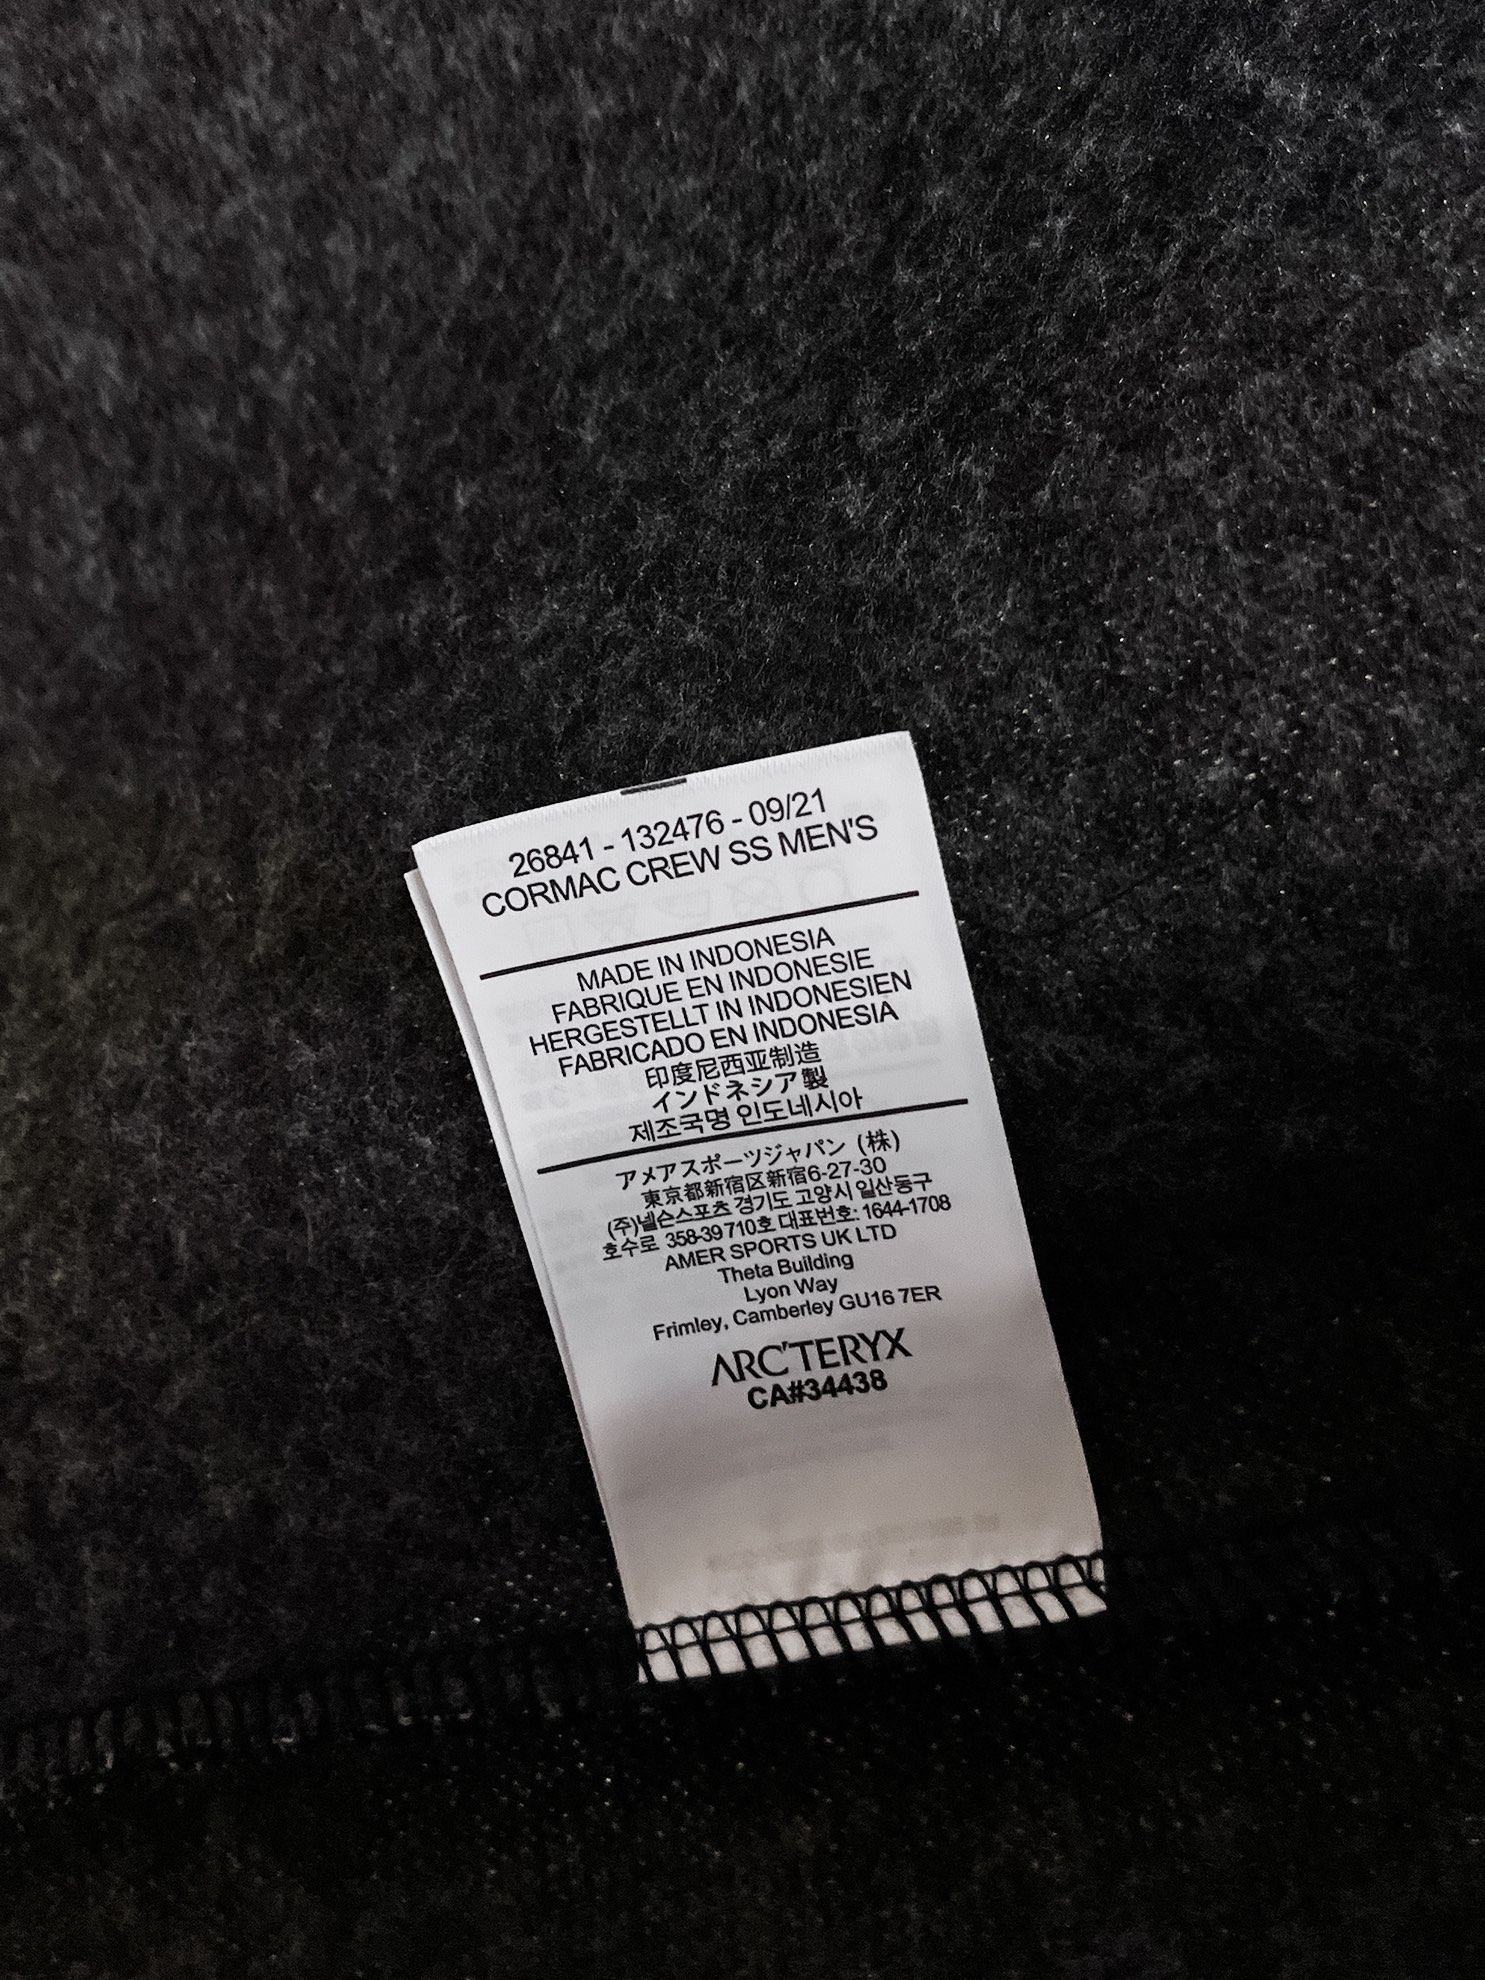 26841 - 132476 - 09/21
CORMAC CREW SS MEN'S
MADE IN INDONESIA
FABRIQUE EN INDONESIE
HERGESTELLT IN INDONESIEN
FABRICADO EN INDONESIA
印度尼西亚制造
インドネシア製
제조국명 인도네시아
アメアスポーツジャパン（株）
東京都新宿区新宿6-27-30
(주)넬슨스포츠 경기도 고양시 일산동구
호수로 358-39 710호 대표번호: 1644-1708
AMER SPORTS UK LTD
Theta Building
Lyon Way
Frimley, Camberley GU16 7ER
ARC'TERYX
CA#34438